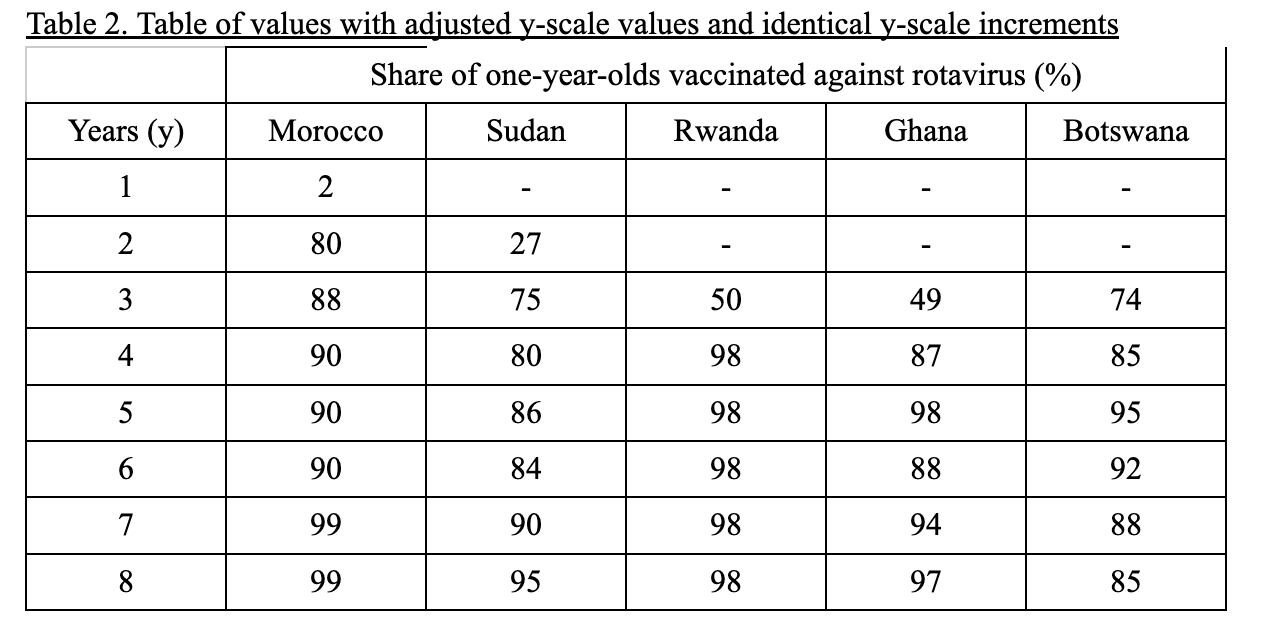 Table 2. Table of values with adjusted y-scale values and identical y-scale increments
Share of one-year-olds vaccinated against rotavirus (%)
Years (y) Morocco Sudan Rwanda Ghana Botswana
1 2 - - - -
2 80 27 - - -
3 88 75 50 49 74
4 90 80 98 87 85
5 90 86 98 98 95
6 90 84 98 88 92
7 99 90 98 94 88
8 99 95 98 97 85